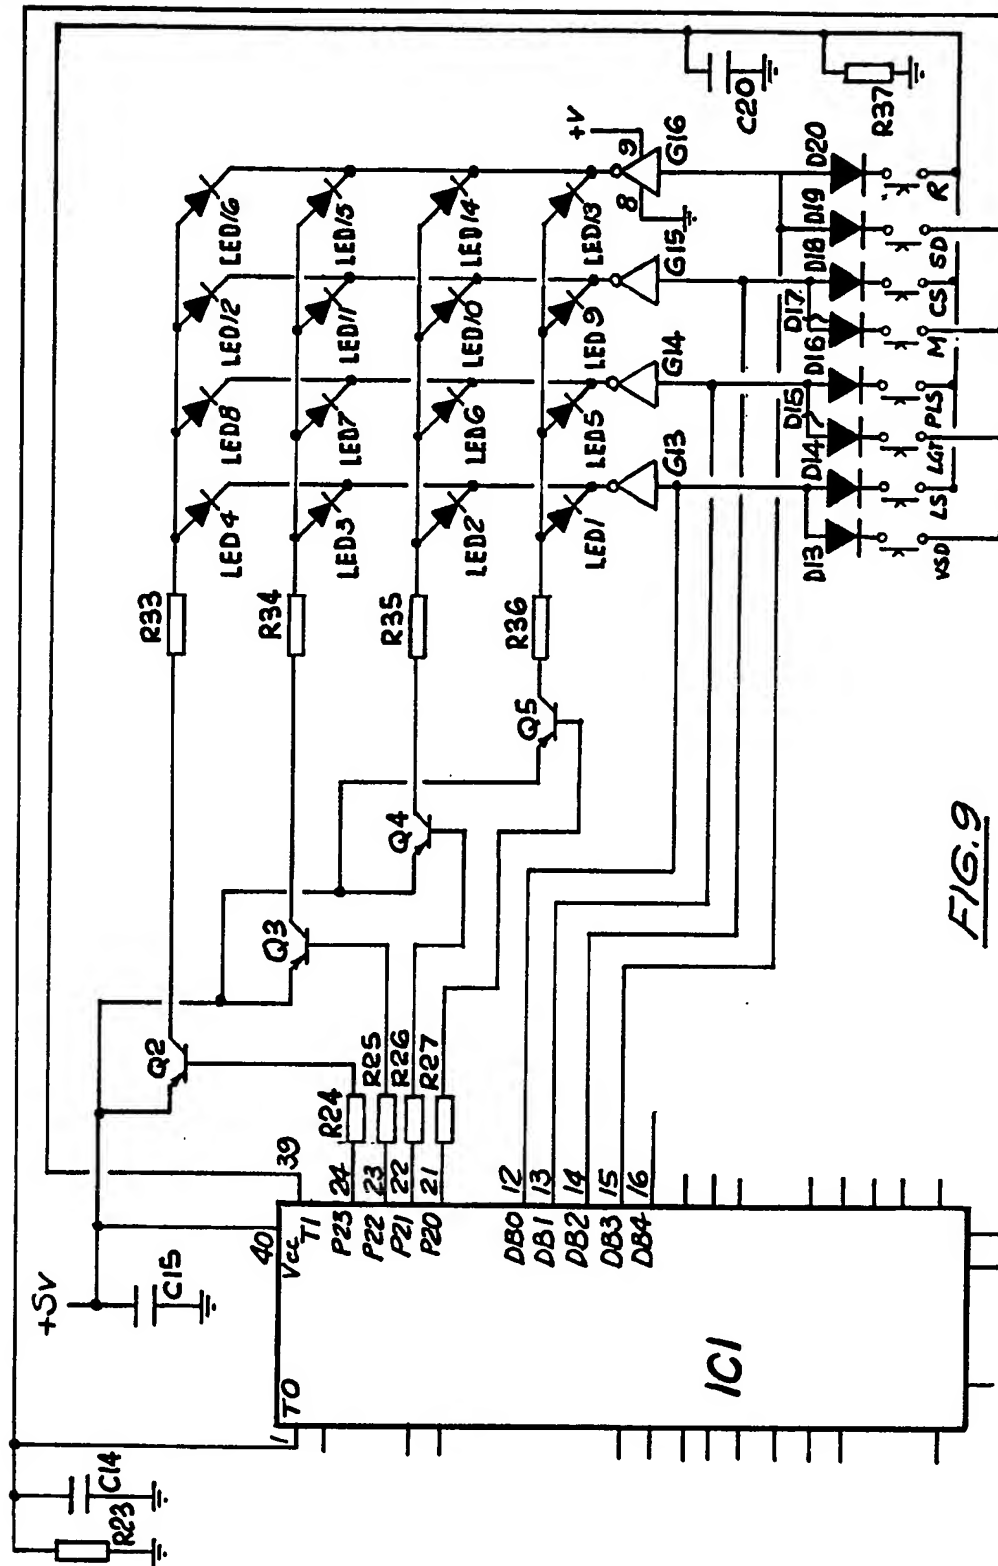 +5V
C15
C14
R23
1
T0
40
Vcc
T1
39
P23
24
P22
23
P21
22
P20
21
DB0
12
DB1
13
DB2
14
DB3
15
DB4
16
IC1
R24
R25
R26
R27
Q2
Q3
Q4
Q5
R33
R34
R35
R36
LED4
LED8
LED12
LED16
LED3
LED7
LED11
LED15
LED2
LED6
LED10
LED14
LED1
LED5
LED9
LED13
G13
G14
G15
G16
8
9
+V
C20
R37
D13
D14
D15
D16
D17
D18
D19
D20
VSD
LS
LGT
PLS
M
CS
SD
R
FIG.9